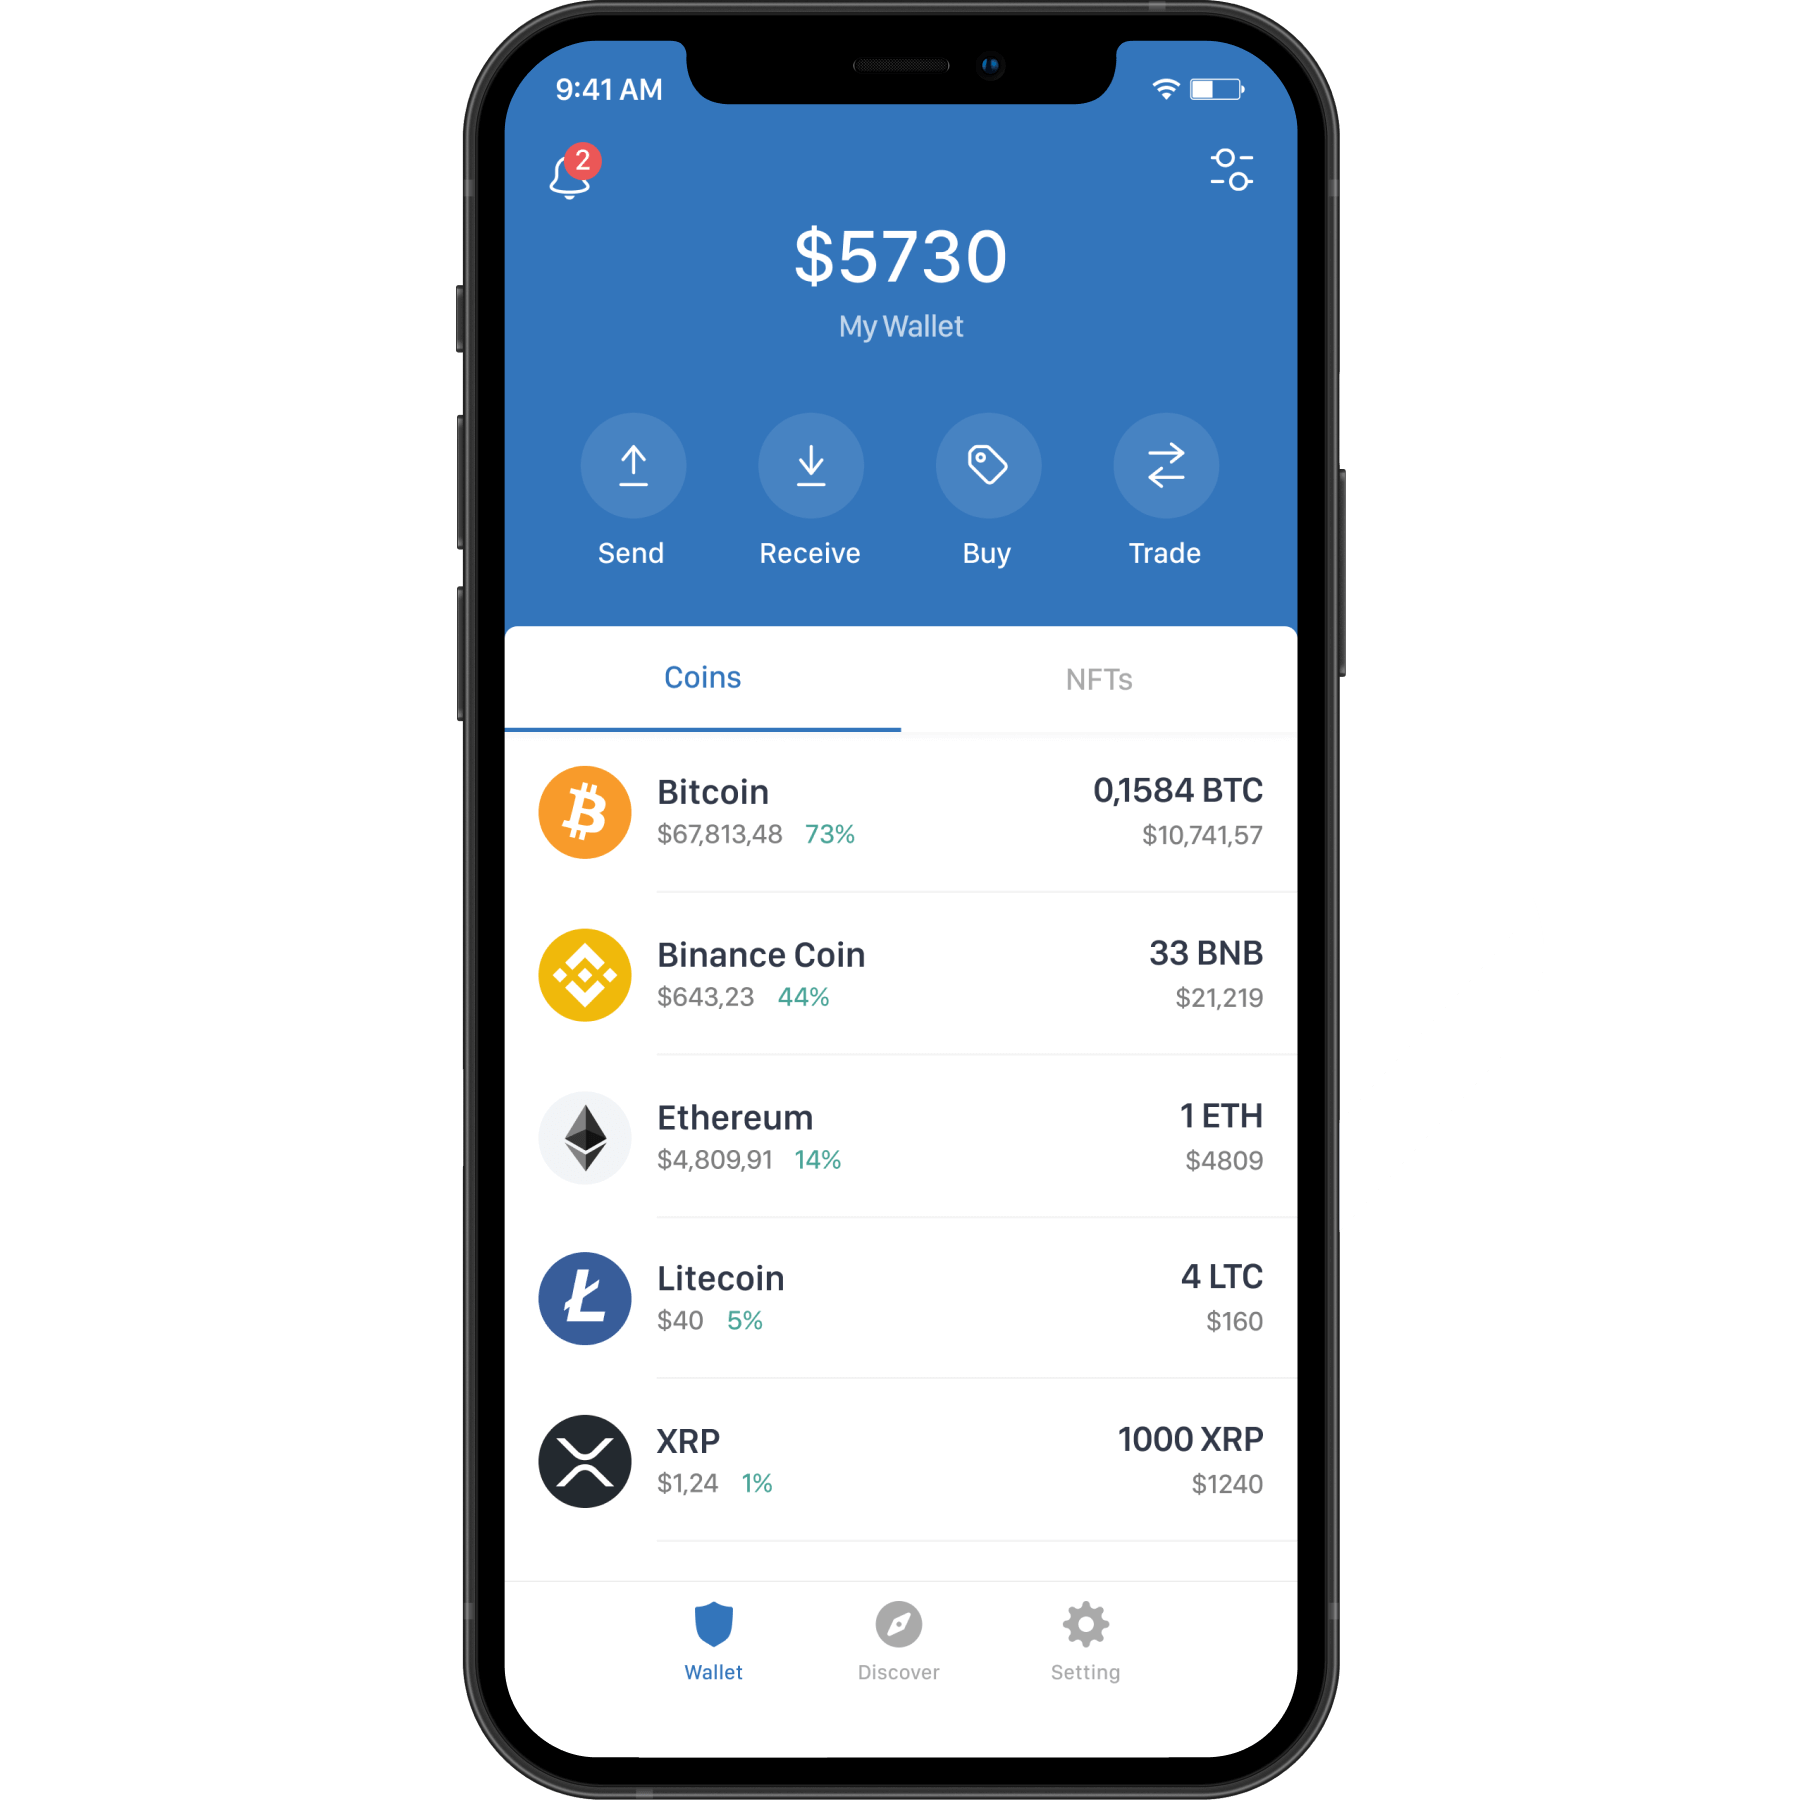 9:41 AM
2
$5730
My Wallet
Send Receive Buy Trade
Coins NFTs
Bitcoin 0,1584 BTC
$67,813,48 73% $10,741,57
Binance Coin 33 BNB
$643,23 44% $21,219
Ethereum 1 ETH
$4,809,91 14% $4809
Litecoin 4 LTC
$40 5% $160
XRP 1000 XRP
$1,24 1% $1240
Wallet Discover Setting